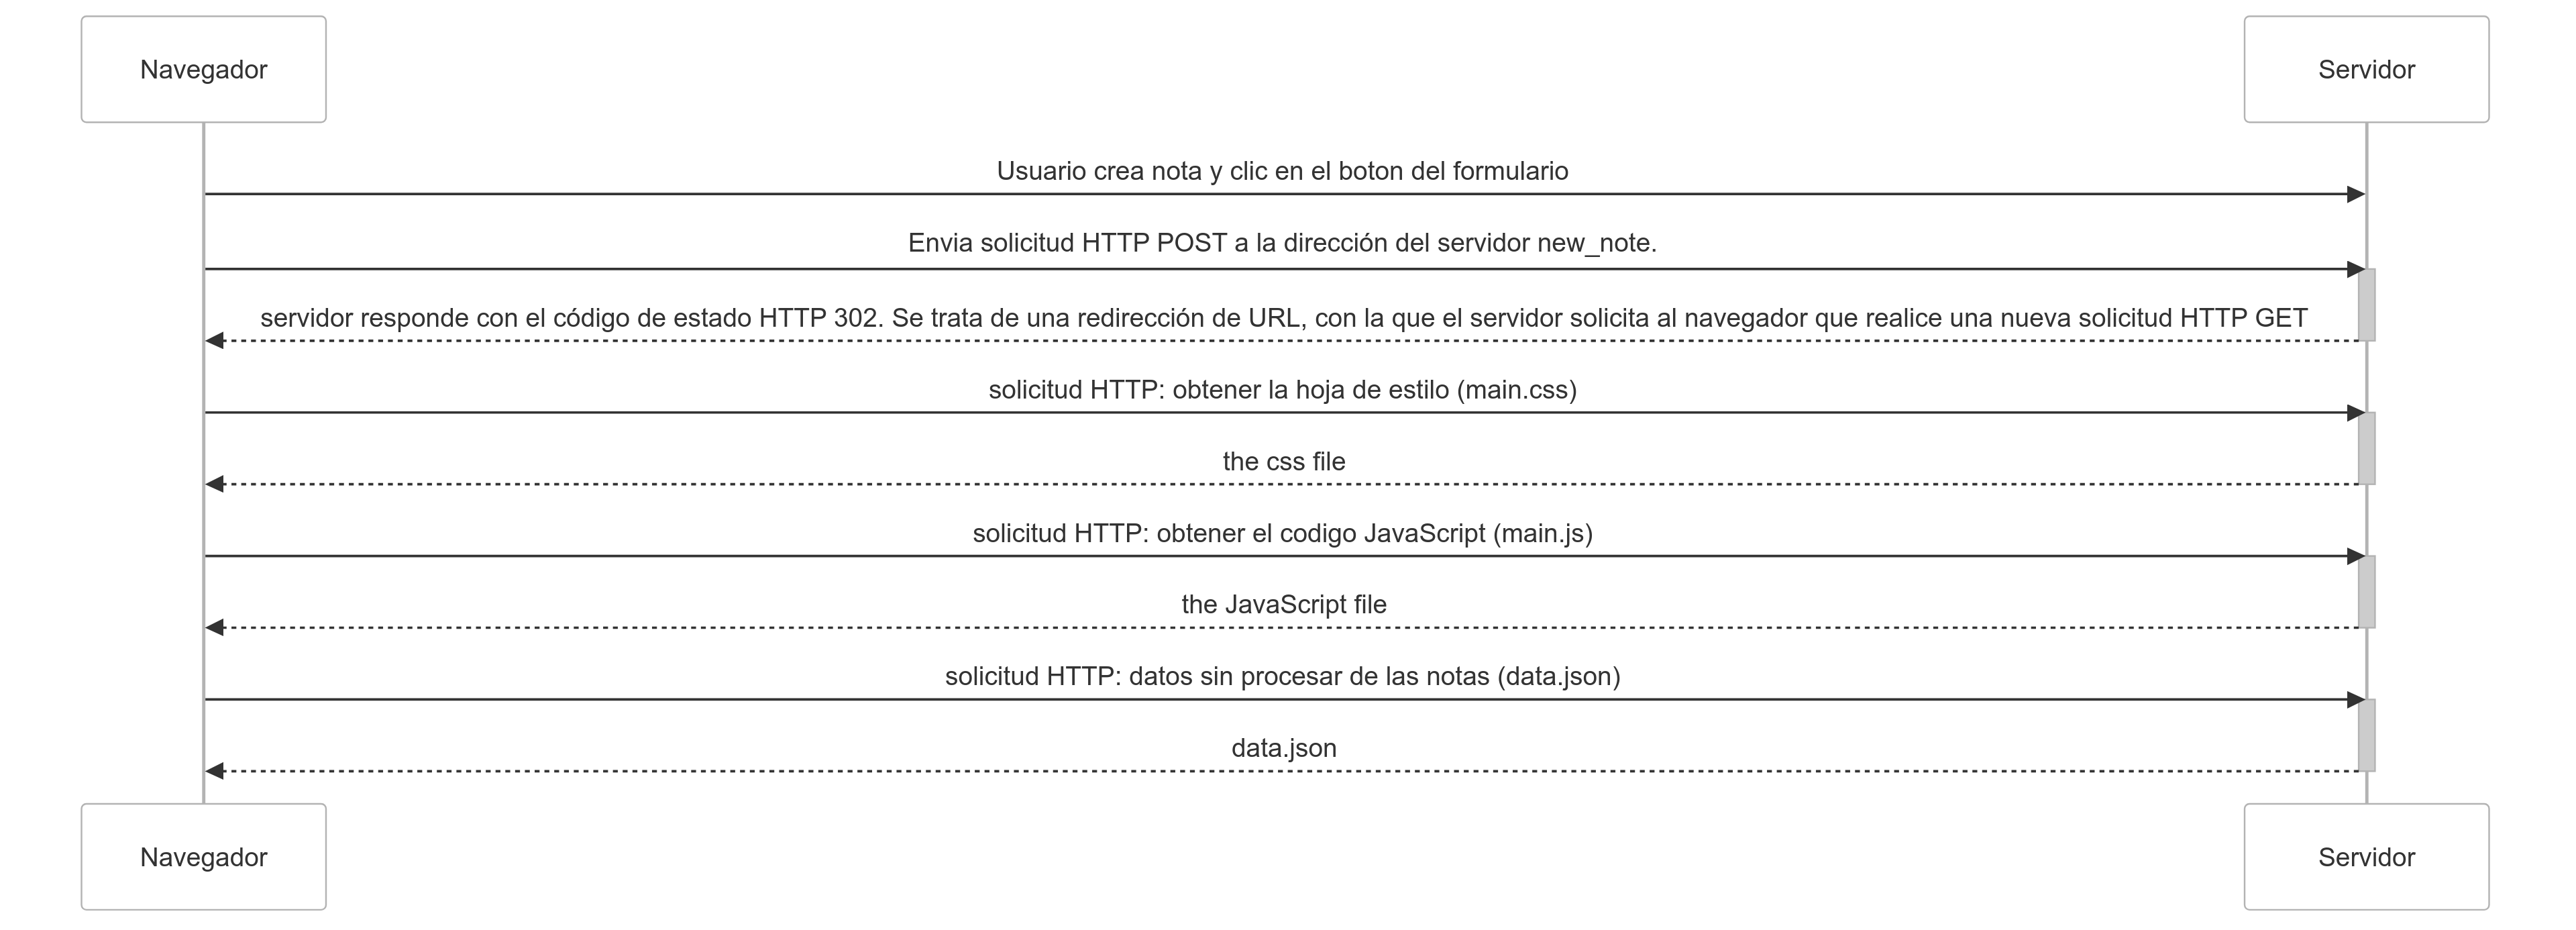 Navegador
Servidor
Usuario crea nota y clic en el boton del formulario
Envia solicitud HTTP POST a la dirección del servidor new_note.
servidor responde con el código de estado HTTP 302. Se trata de una redirección de URL, con la que el servidor solicita al navegador que realice una nueva solicitud HTTP GET
solicitud HTTP: obtener la hoja de estilo (main.css)
the css file
solicitud HTTP: obtener el codigo JavaScript (main.js)
the JavaScript file
solicitud HTTP: datos sin procesar de las notas (data.json)
data.json
Navegador
Servidor